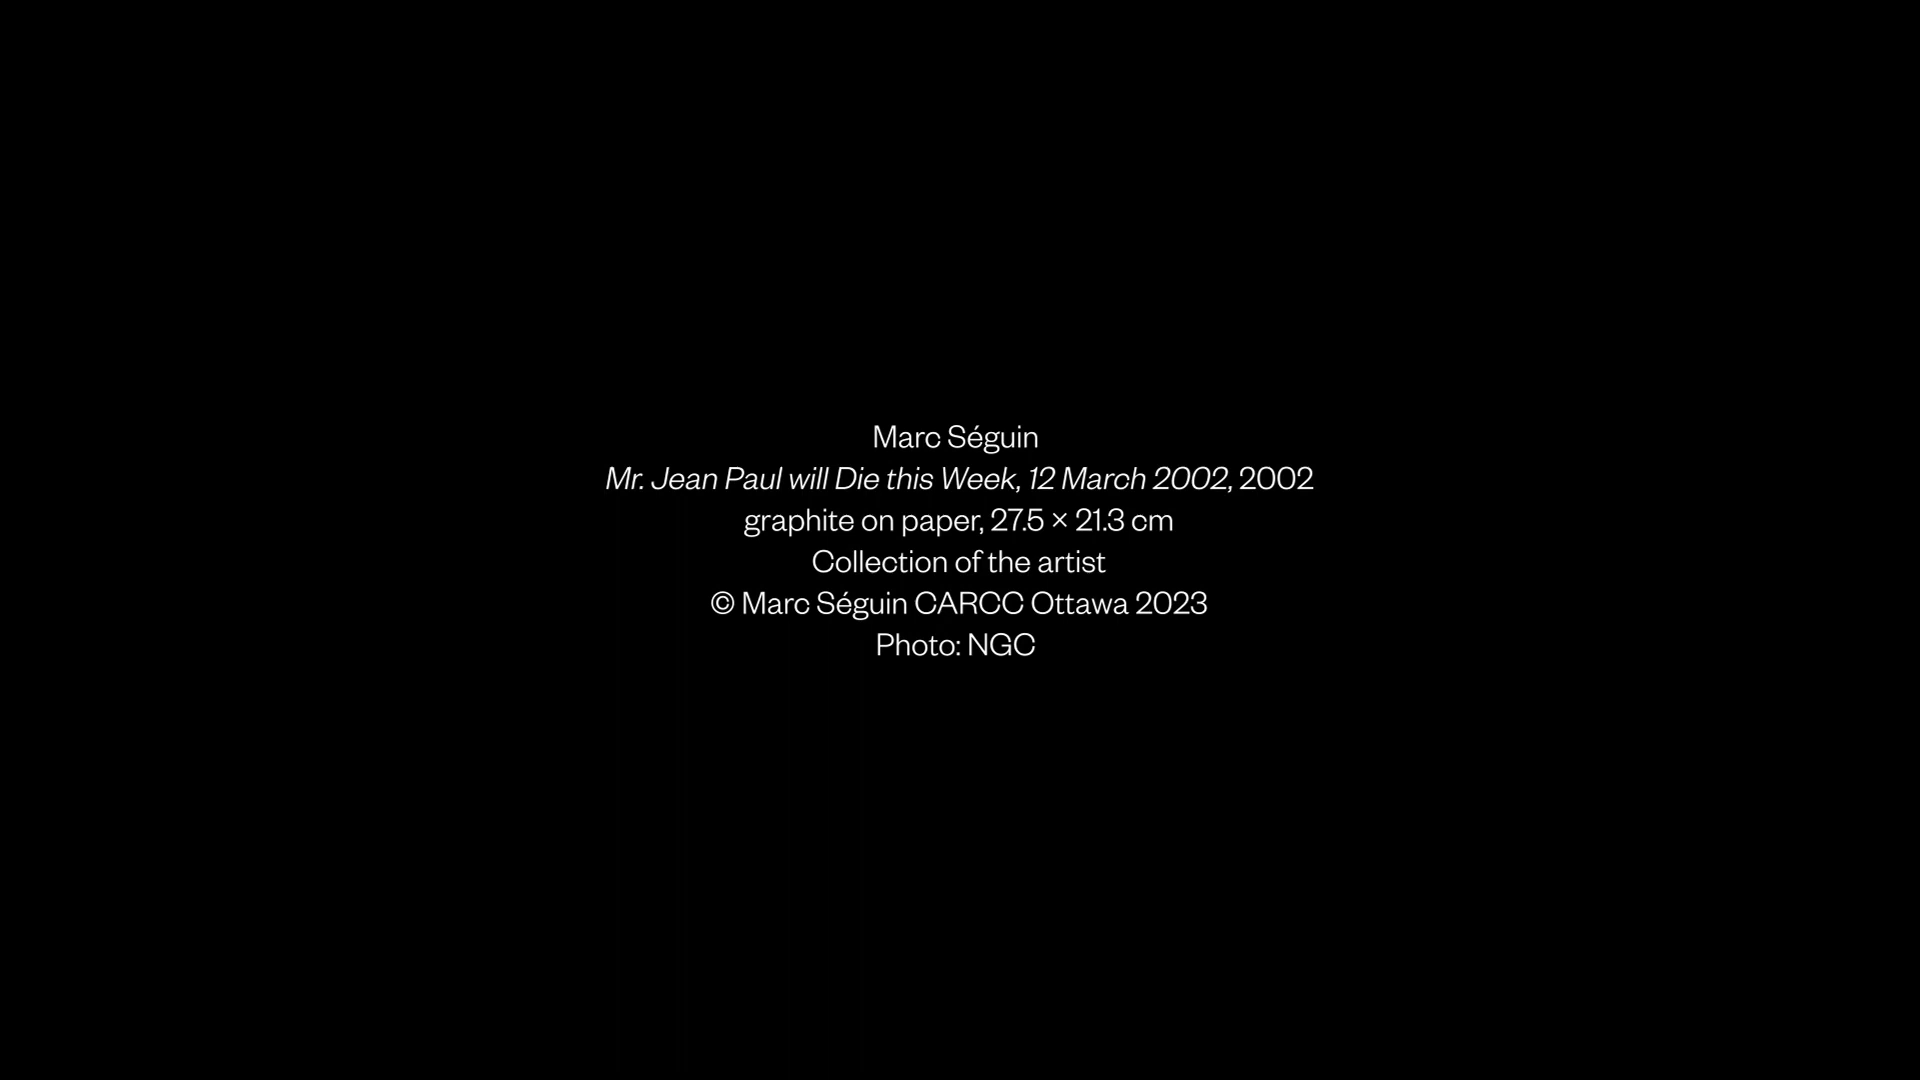 Marc Séguin
Mr. Jean Paul will Die this Week, 12 March 2002, 2002
graphite on paper, 27.5 × 21.3 cm
Collection of the artist
© Marc Séguin CARCC Ottawa 2023
Photo: NGC